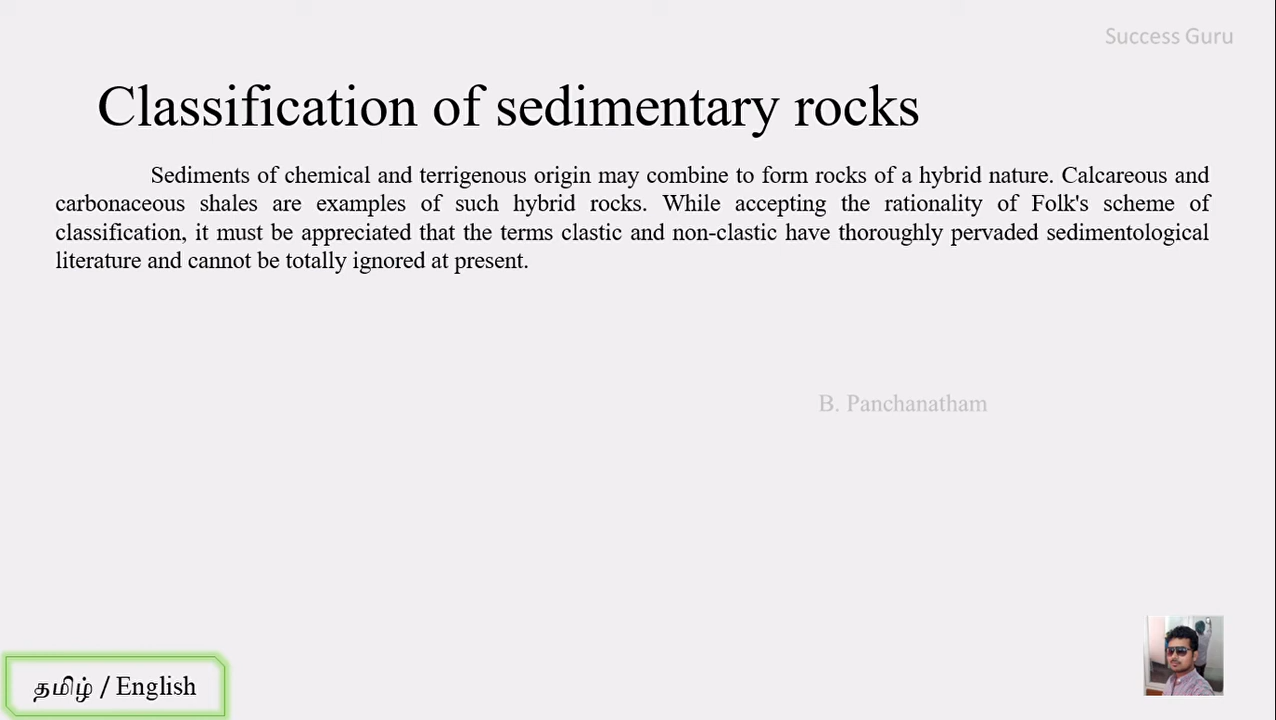 Success Guru
Classification of sedimentary rocks
Sediments of chemical and terrigenous origin may combine to form rocks of a hybrid nature. Calcareous and
carbonaceous shales are examples of such hybrid rocks. While accepting the rationality of Folk's scheme of
classification, it must be appreciated that the terms clastic and non-clastic have thoroughly pervaded sedimentological
literature and cannot be totally ignored at present.
B. Panchanatham
தமிழ் / English